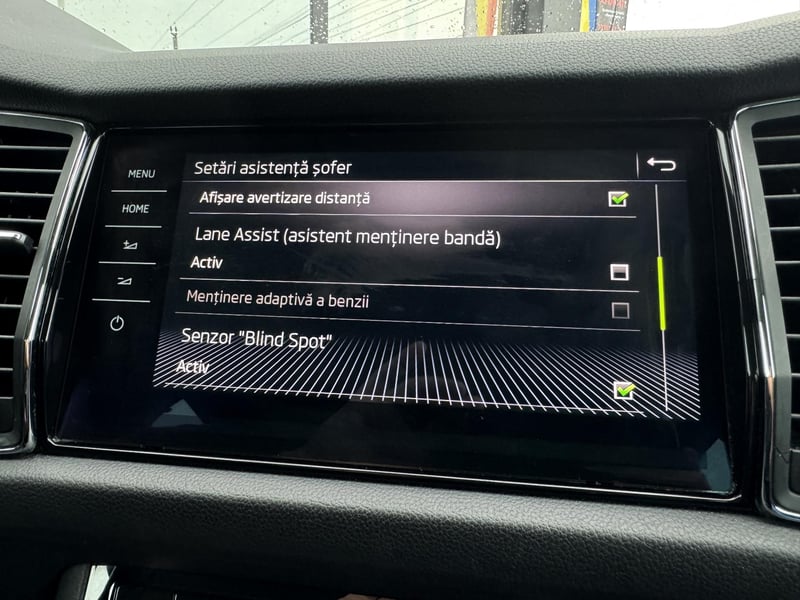 MENU
HOME
Setări asistență șofer
Afișare avertizare distanță
Lane Assist (asistent menținere bandă)
Activ
Menținere adaptivă a benzii
Senzor "Blind Spot"
Activ